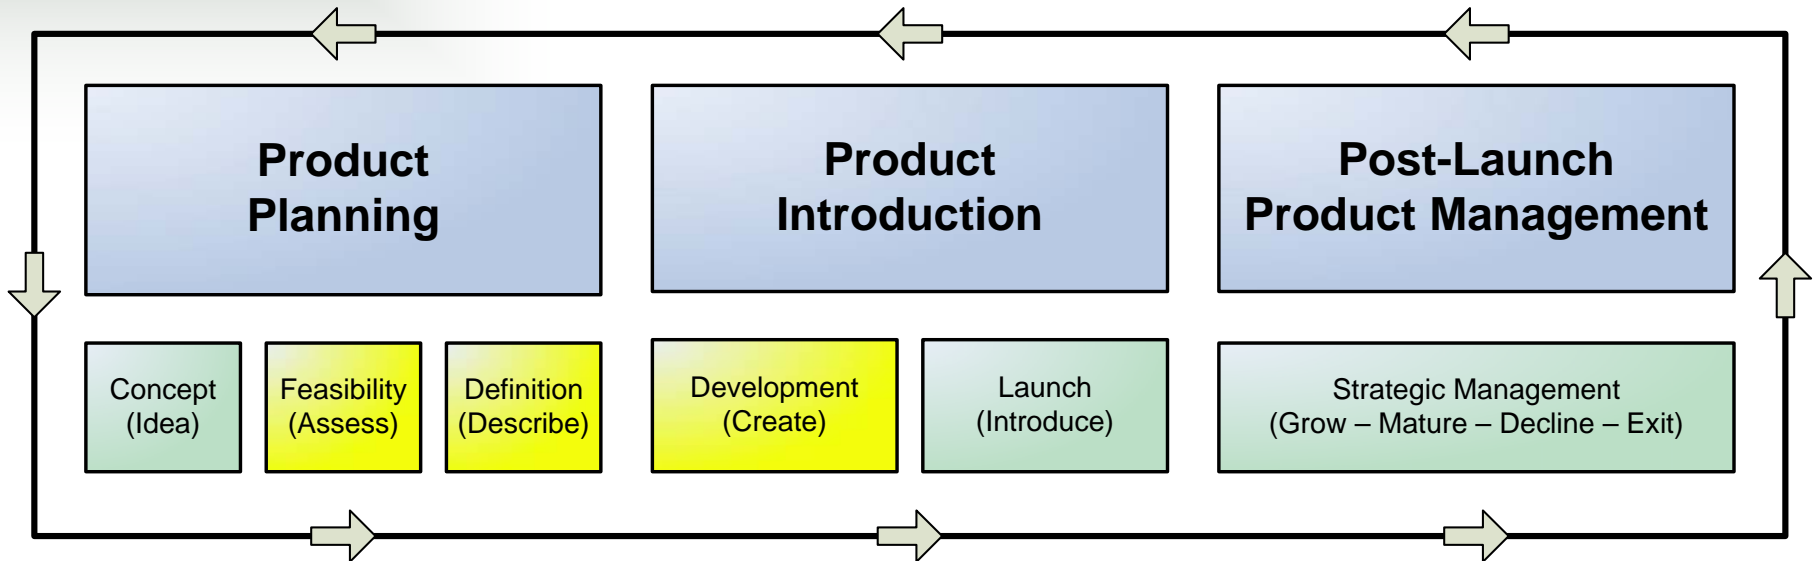 Product
Planning
Product
Introduction
Post-Launch
Product Management
Concept
(Idea)
Feasibility
(Assess)
Definition
(Describe)
Development
(Create)
Launch
(Introduce)
Strategic Management
(Grow – Mature – Decline – Exit)